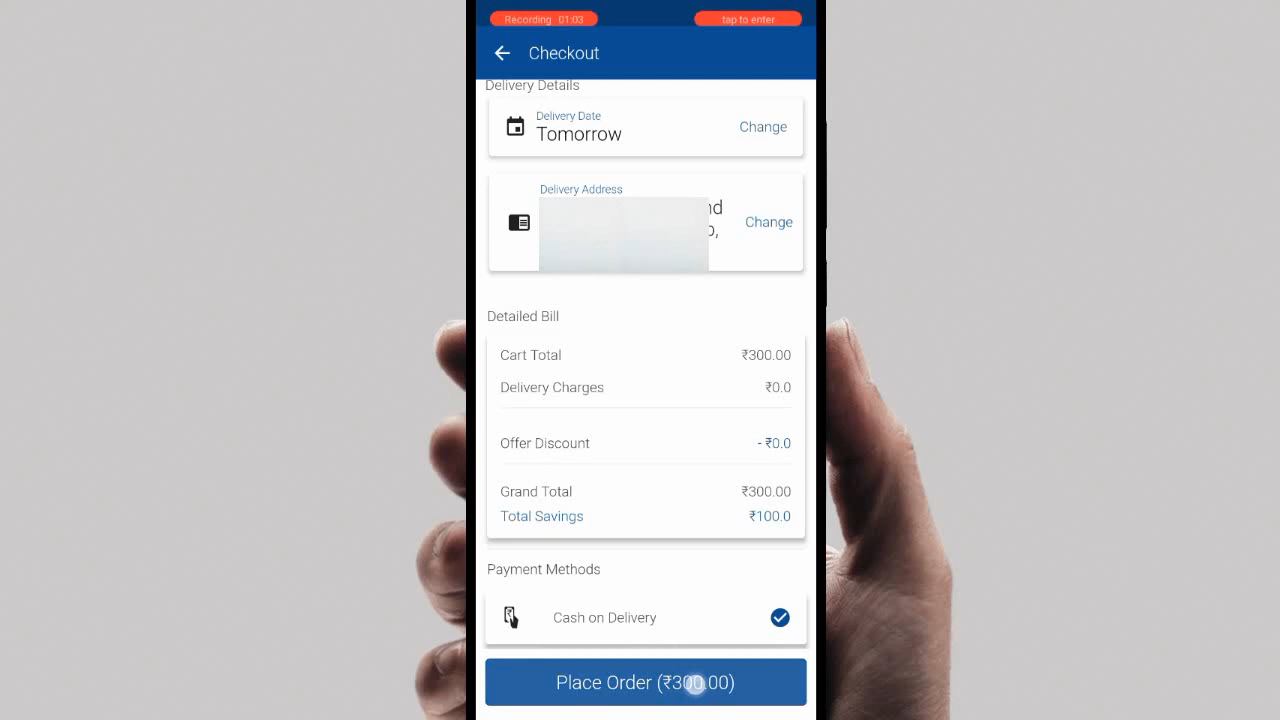 Recording 01:03
tap to enter
Checkout
Delivery Details
Delivery Date
Tomorrow
Change
Delivery Address
Change
Detailed Bill
Cart Total ₹300.00
Delivery Charges ₹0.0
Offer Discount - ₹0.0
Grand Total ₹300.00
Total Savings ₹100.0
Payment Methods
Cash on Delivery
Place Order (₹300.00)